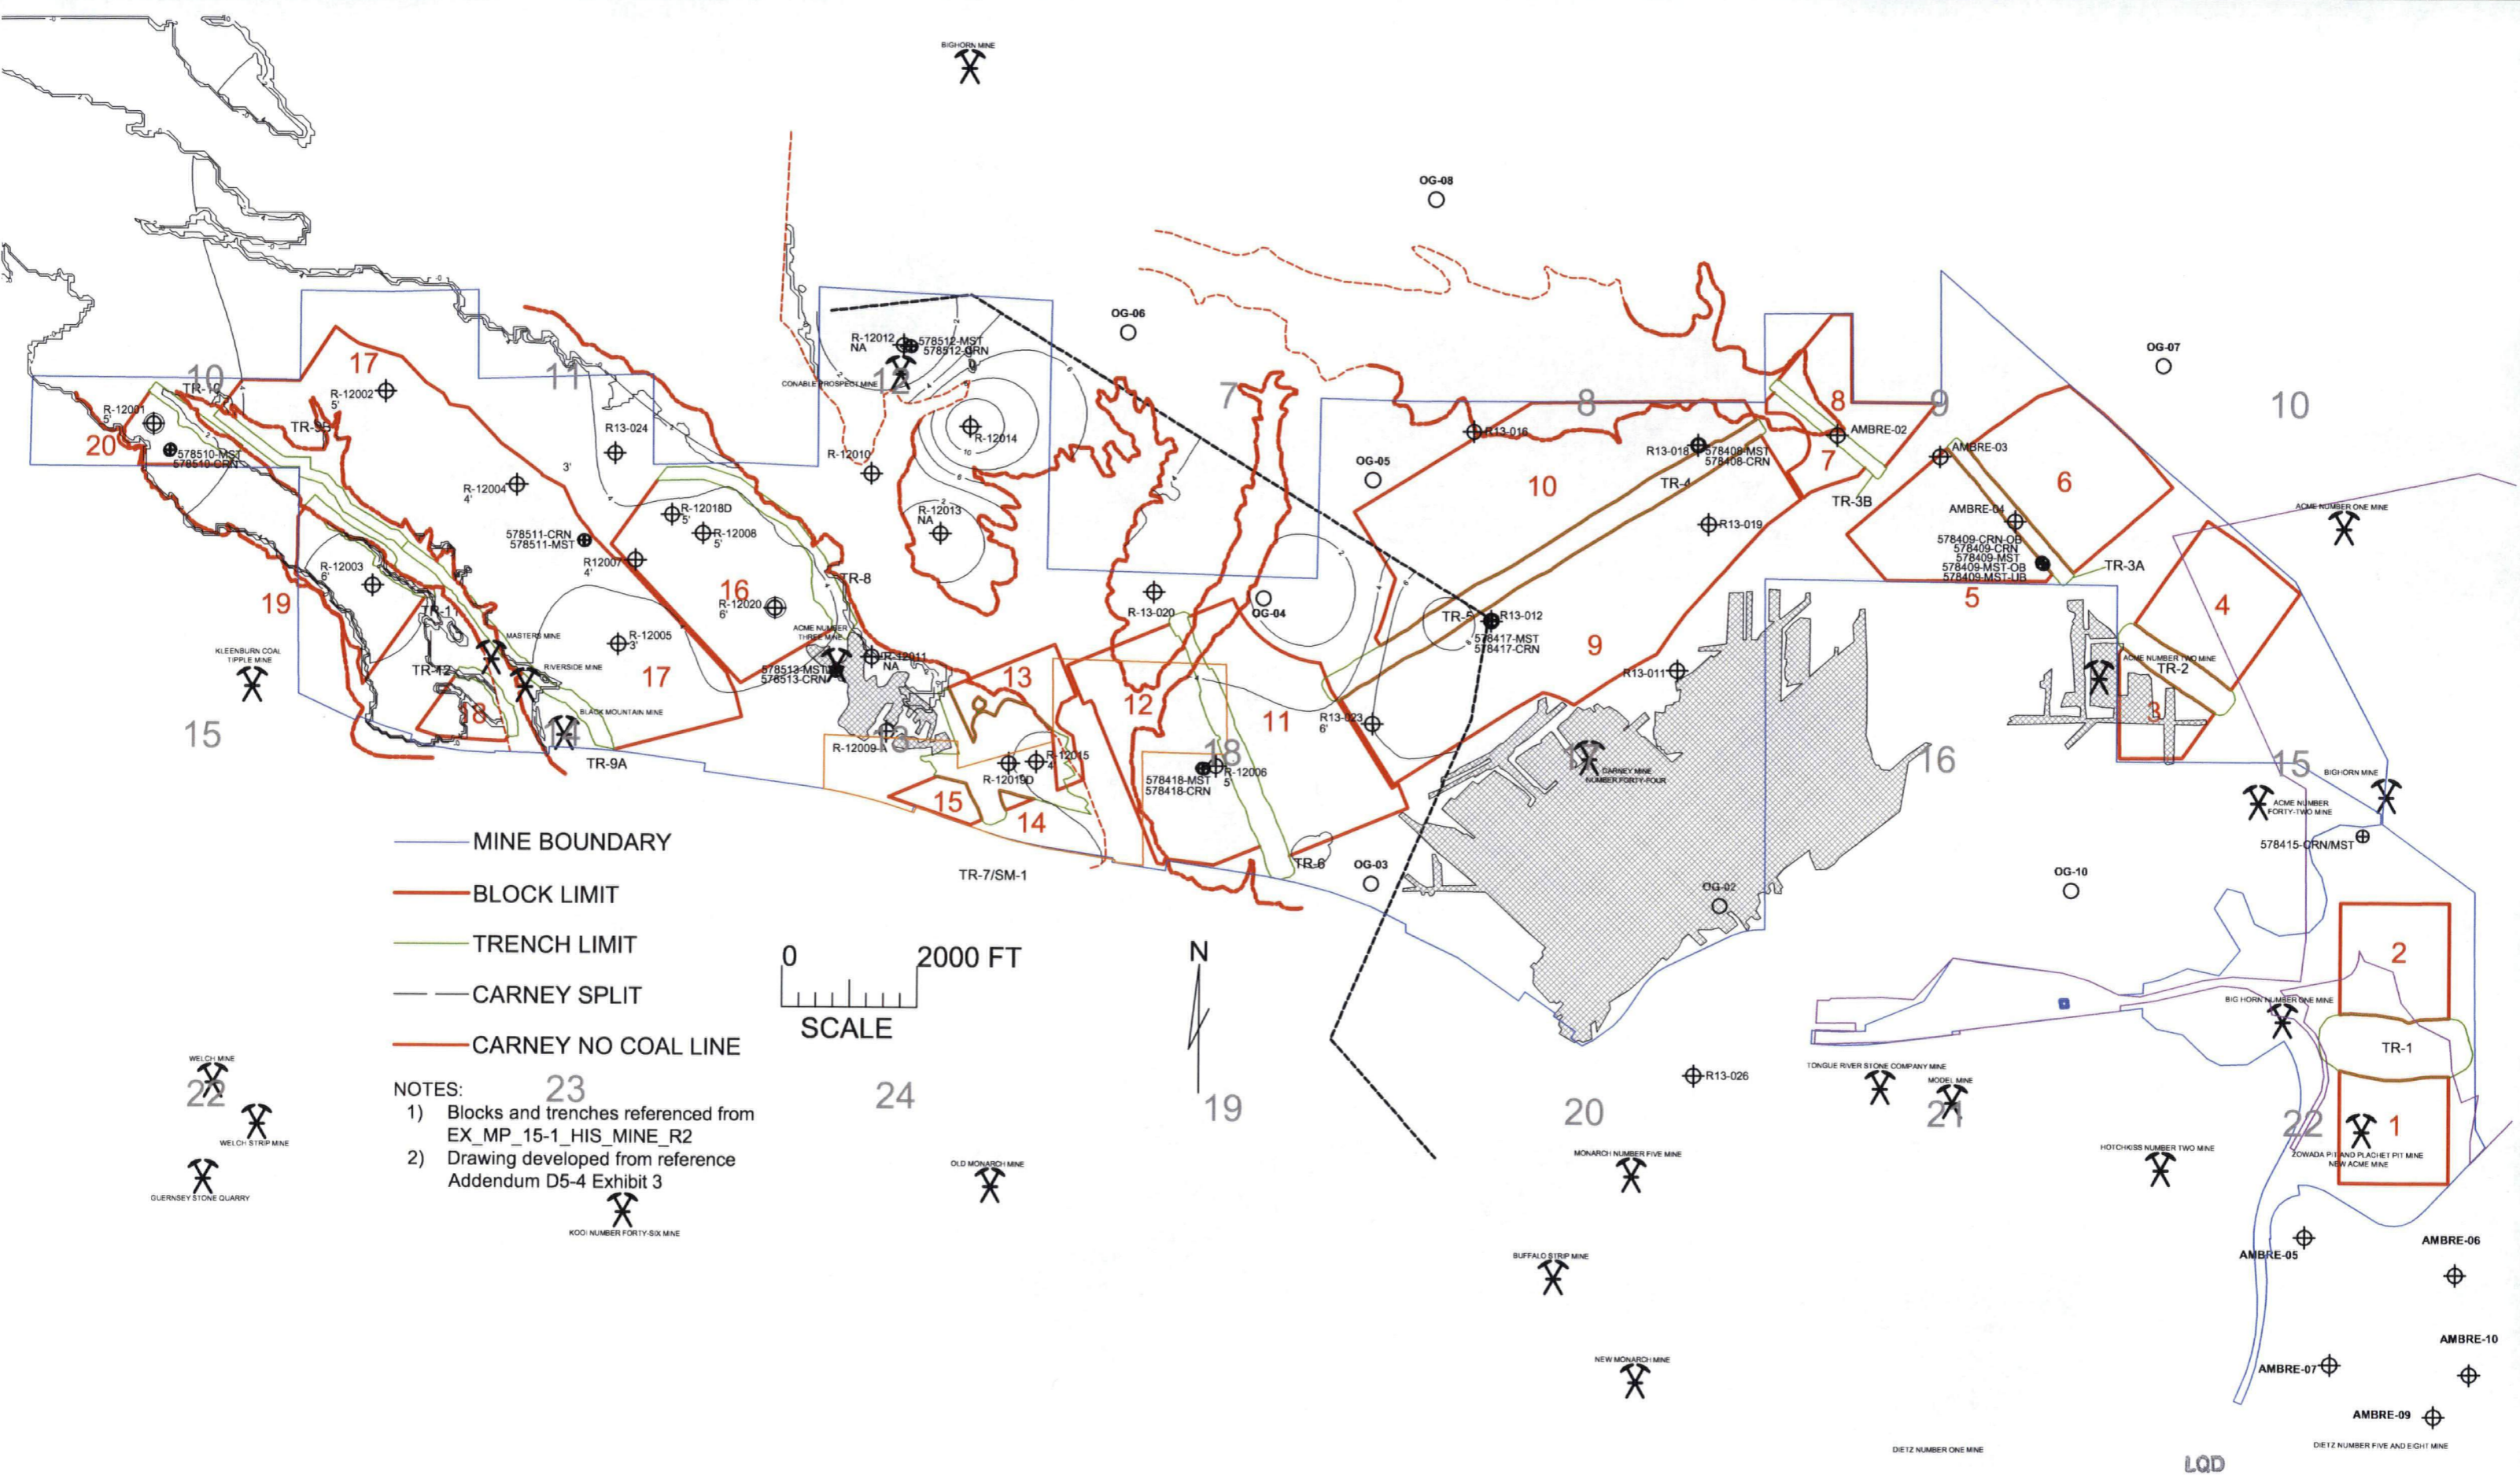 BIGHORN MINE
OG-08
OG-06
OG-07
R-12012
NA
578512-MST
578512-CRN
CONABLE PROSPECT MINE
12
7
8
9
10
10
11
TR-10
17
R-12002
5'
R-12001
5'
TR-9B
20
578510-MST
578510-CRN
R13-024
3'
R-12004
4'
R-12018D
5'
R-12008
5'
578511-CRN
578511-MST
R12007
4'
R-12003
6'
16
R-12020
6'
TR-8
19
TR-11
R-12005
3'
17
MASTERS MINE
RIVERSIDE MINE
TR-12
18
BLACK MOUNTAIN MINE
14
TR-9A
KLEENBURN COAL
TIPPLE MINE
15
ACME NUMBER
THREE MINE
578513-MST
578513-CRN
R-12011
NA
R-12010
R-12014
R-12013
NA
R-13-020
OG-04
OG-05
R13-016
10
R13-018
578408-MST
578408-CRN
TR-4
R13-019
8
AMBRE-02
7
TR-3B
AMBRE-03
6
AMBRE-04
578409-CRN-OB
578409-CRN
578409-MST
578409-MST-OB
578409-MST-UB
TR-3A
5
ACME NUMBER ONE MINE
4
ACME NUMBER TWO MINE
TR-2
3
TR-5
R13-012
578417-MST
578417-CRN
9
R13-011
R13-023
6'
13
12
11
18
R-12009-A
R-12019D
R-12015
4'
578418-MST
578418-CRN
R-12006
5'
15
14
TR-7/SM-1
TR-6
OG-03
OG-02
17
CARNEY MINE
NUMBER FORTY-FOUR
16
15
BIGHORN MINE
ACME NUMBER
FORTY-TWO MINE
578415-CRN/MST
OG-10
MINE BOUNDARY
BLOCK LIMIT
TRENCH LIMIT
CARNEY SPLIT
CARNEY NO COAL LINE
0
2000 FT
SCALE
N
NOTES:
1) Blocks and trenches referenced from
EX_MP_15-1_HIS_MINE_R2
2) Drawing developed from reference
Addendum D5-4 Exhibit 3
WELCH MINE
22
WELCH STRIP MINE
GUERNSEY STONE QUARRY
23
KOOI NUMBER FORTY-SIX MINE
24
OLD MONARCH MINE
19
20
R13-026
MONARCH NUMBER FIVE MINE
BUFFALO STRIP MINE
NEW MONARCH MINE
TONGUE RIVER STONE COMPANY MINE
MODEL MINE
21
HOTCHKISS NUMBER TWO MINE
BIG HORN NUMBER ONE MINE
2
TR-1
22
1
ZOWADA PIT AND PLACHET PIT MINE
NEW ACME MINE
AMBRE-05
AMBRE-06
AMBRE-07
AMBRE-10
AMBRE-09
DIETZ NUMBER ONE MINE
DIETZ NUMBER FIVE AND EIGHT MINE
LQD